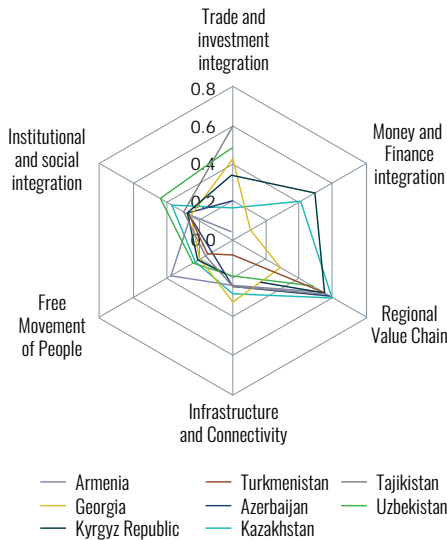 Trade and
investment
integration
0.8
0.6
0.4
0.2
0.0
Money and
Finance
integration
Regional
Value Chain
Infrastructure
and Connectivity
Free
Movement
of People
Institutional
and social
integration
Armenia
Georgia
Kyrgyz Republic
Turkmenistan
Azerbaijan
Kazakhstan
Tajikistan
Uzbekistan